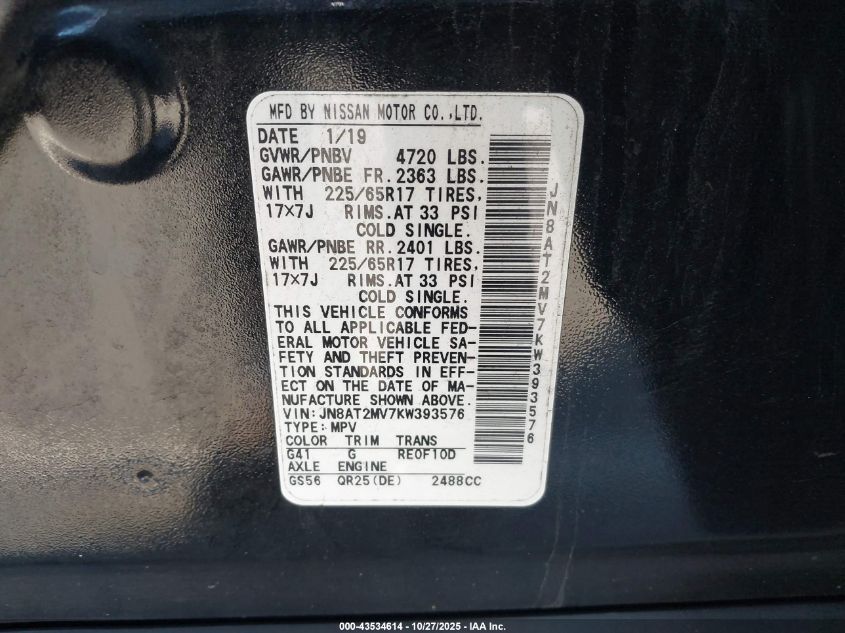 MFD BY NISSAN MOTOR CO.,LTD.
DATE 1/19
GVWR/PNBV 4720 LBS.
GAWR/PNBE FR. 2363 LBS.
WITH 225/65R17 TIRES,
17×7J RIMS.AT 33 PSI
COLD SINGLE.
GAWR/PNBE RR. 2401 LBS.
WITH 225/65R17 TIRES,
17×7J RIMS.AT 33 PSI
COLD SINGLE.
THIS VEHICLE CONFORMS
TO ALL APPLICABLE FED-
ERAL MOTOR VEHICLE SA-
FETY AND THEFT PREVEN-
TION STANDARDS IN EFF-
ECT ON THE DATE OF MA-
NUFACTURE SHOWN ABOVE.
VIN:JN8AT2MV7KW393576
TYPE:MPV
COLOR TRIM TRANS
G41 G RE0F10D
AXLE ENGINE
GS56 QR25(DE) 2488CC
JN8AT2MV7KW393576
000-43534614 - 10/27/2025 - IAA Inc.